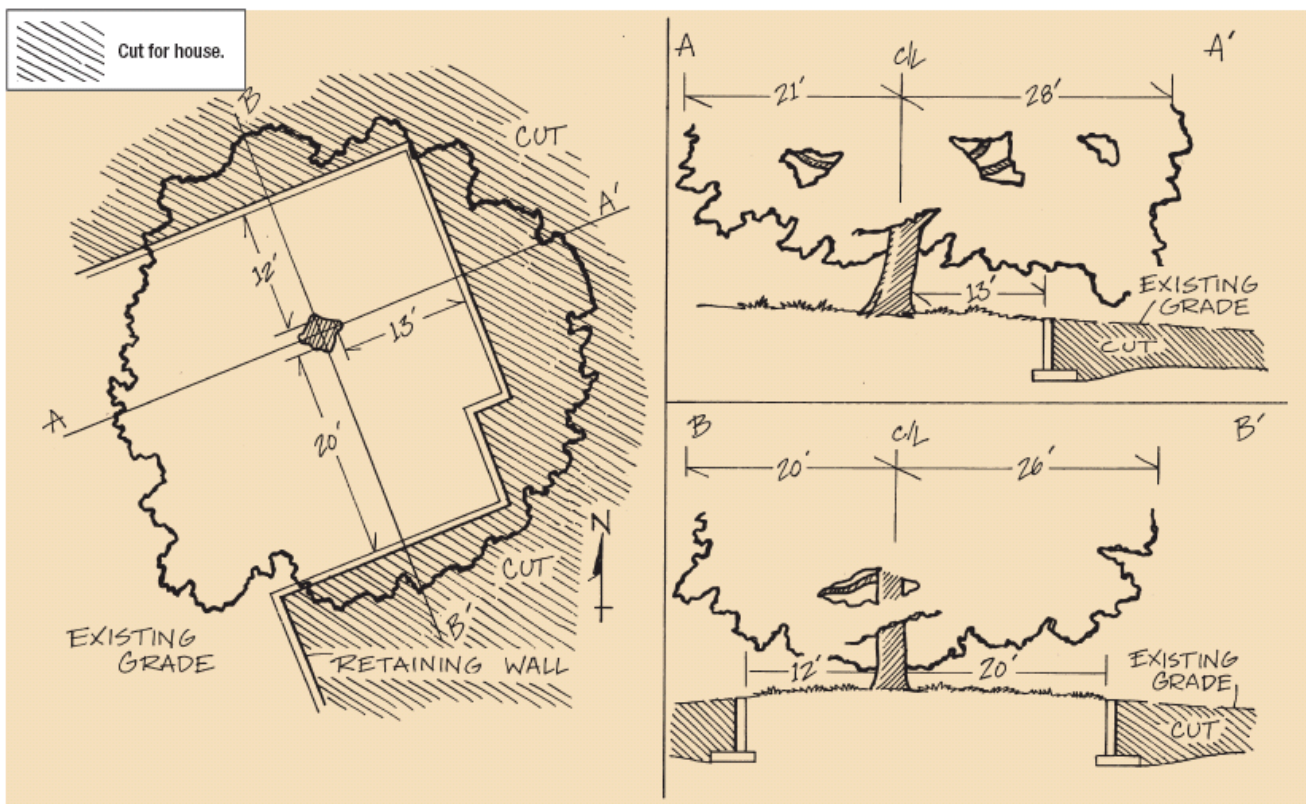 Cut for house.
B
CUT
A'
12'
13'
A
20'
N
CUT
B'
EXISTING
GRADE
RETAINING WALL
A
C/L
A'
21'
28'
13'
EXISTING
GRADE
CUT
B
C/L
B'
20'
26'
12'
20'
EXISTING
GRADE
CUT